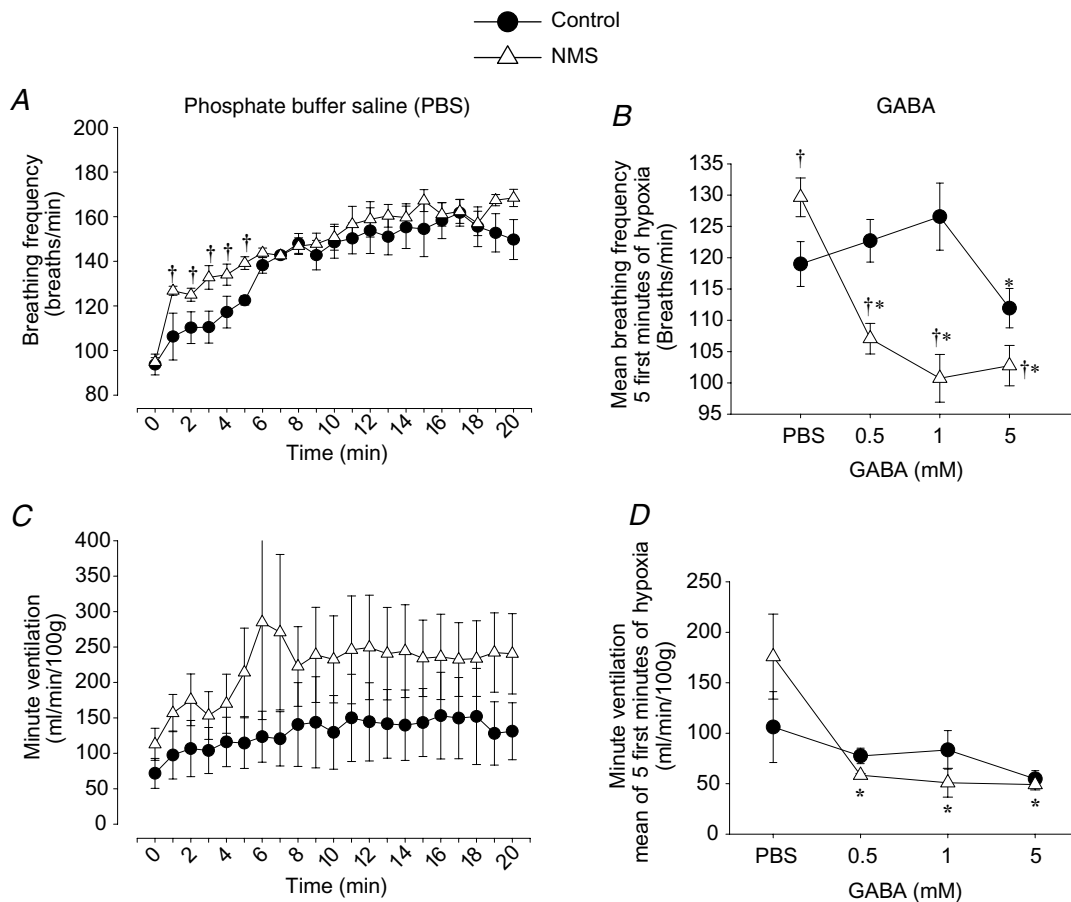 Control
NMS
A
Phosphate buffer saline (PBS)
Breathing frequency
(breaths/min)
200
180
160
140
120
100
80
† † † † †
0 2 4 6 8 10 12 14 16 18 20
Time (min)
B
GABA
Mean breathing frequency
5 first minutes of hypoxia
(Breaths/min)
135
130
125
120
115
110
105
100
95
†
†*
†*
*
†*
PBS 0.5 1 5
GABA (mM)
C
Minute ventilation
(ml/min/100g)
400
350
300
250
200
150
100
50
0
0 2 4 6 8 10 12 14 16 18 20
Time (min)
D
Minute ventilation
mean of 5 first minutes of hypoxia
(ml/min/100g)
250
200
150
100
50
0
* * *
PBS 0.5 1 5
GABA (mM)